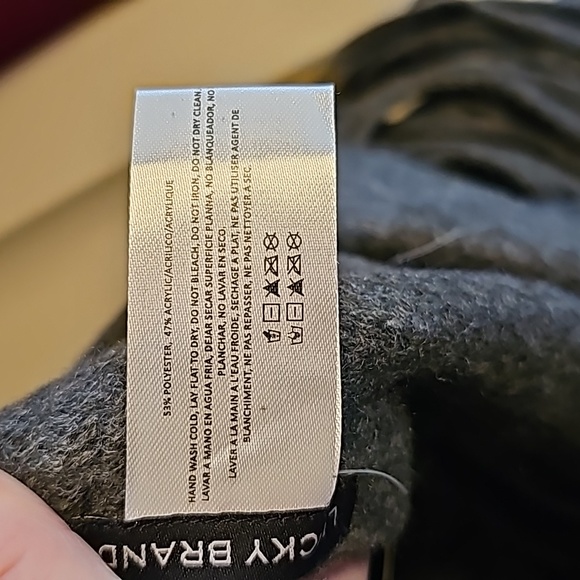 53% POLYESTER, 47% ACRYLIC/ACRILICO/ACRYLIQUE
HAND WASH COLD, LAY FLAT TO DRY. DO NOT BLEACH, DO NOT IRON, DO NOT DRY CLEAN.
LAVAR A MANO EN AGUA FRIA, DEJAR SECAR SUPERFICIE PLANNA, NO BLANQUEADOR, NO
PLANCHAR, NO LAVAR EN SECO.
LAVER A LA MAIN A L'EAU FROIDE, SECHAGE A PLAT, NE PAS UTILISER AGENT DE
BLANCHIMENT, NE PAS REPASSER, NE PAS NETTOYER A SEC.
LUCKY BRAND